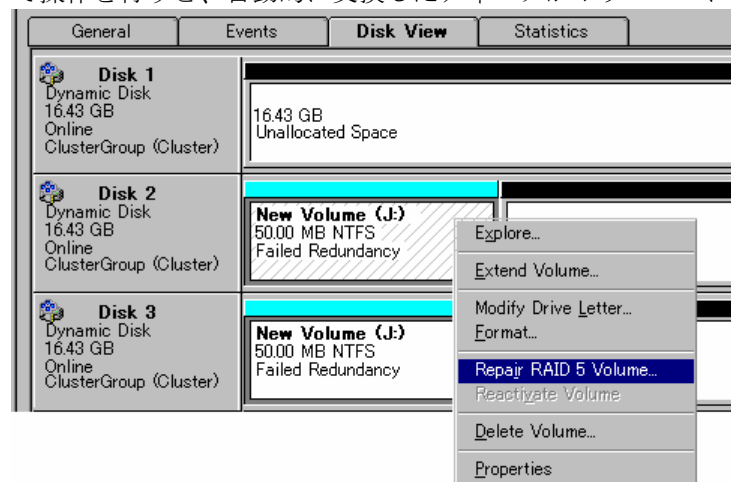 General Events Disk View Statistics
Disk 1
Dynamic Disk
16.43 GB
Online
ClusterGroup (Cluster)
16.43 GB
Unallocated Space
Disk 2
Dynamic Disk
16.43 GB
Online
ClusterGroup (Cluster)
New Volume (J:)
50.00 MB NTFS
Failed Redundancy
Disk 3
Dynamic Disk
16.43 GB
Online
ClusterGroup (Cluster)
New Volume (J:)
50.00 MB NTFS
Failed Redundancy
Explore...
Extend Volume...
Modify Drive Letter...
Format...
Repair RAID 5 Volume...
Reactivate Volume
Delete Volume...
Properties